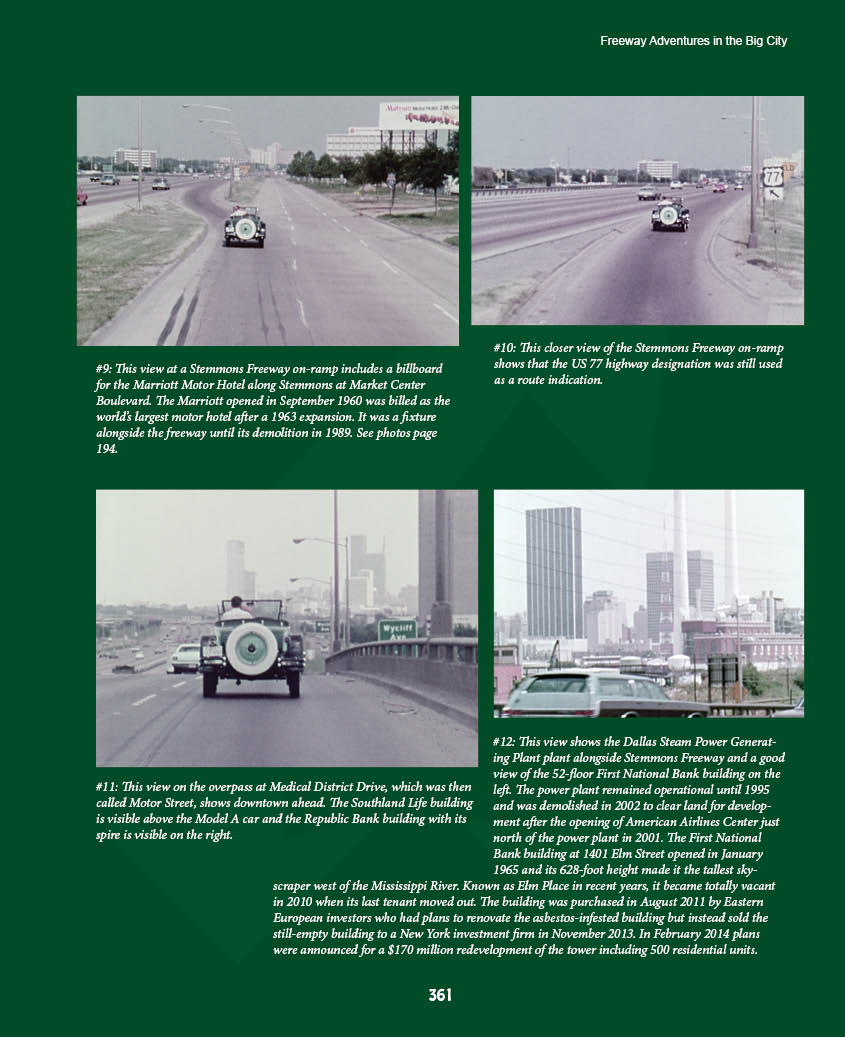 Freeway Adventures in the Big City
Marriott
77
#9: This view at a Stemmons Freeway on-ramp includes a billboard
for the Marriott Motor Hotel along Stemmons at Market Center
Boulevard. The Marriott opened in September 1960 was billed as the
world's largest motor hotel after a 1963 expansion. It was a fixture
alongside the freeway until its demolition in 1989. See photos page
194.
#10: This closer view of the Stemmons Freeway on-ramp
shows that the US 77 highway designation was still used
as a route indication.
Wycliff
Ave
#11: This view on the overpass at Medical District Drive, which was then
called Motor Street, shows downtown ahead. The Southland Life building
is visible above the Model A car and the Republic Bank building with its
spire is visible on the right.
#12: This view shows the Dallas Steam Power Generat-
ing Plant plant alongside Stemmons Freeway and a good
view of the 52-floor First National Bank building on the
left. The power plant remained operational until 1995
and was demolished in 2002 to clear land for develop-
ment after the opening of American Airlines Center just
north of the power plant in 2001. The First National
Bank building at 1401 Elm Street opened in January
1965 and its 628-foot height made it the tallest sky-
scraper west of the Mississippi River. Known as Elm Place in recent years, it became totally vacant
in 2010 when its last tenant moved out. The building was purchased in August 2011 by Eastern
European investors who had plans to renovate the asbestos-infested building but instead sold the
still-empty building to a New York investment firm in November 2013. In February 2014 plans
were announced for a $170 million redevelopment of the tower including 500 residential units.
361